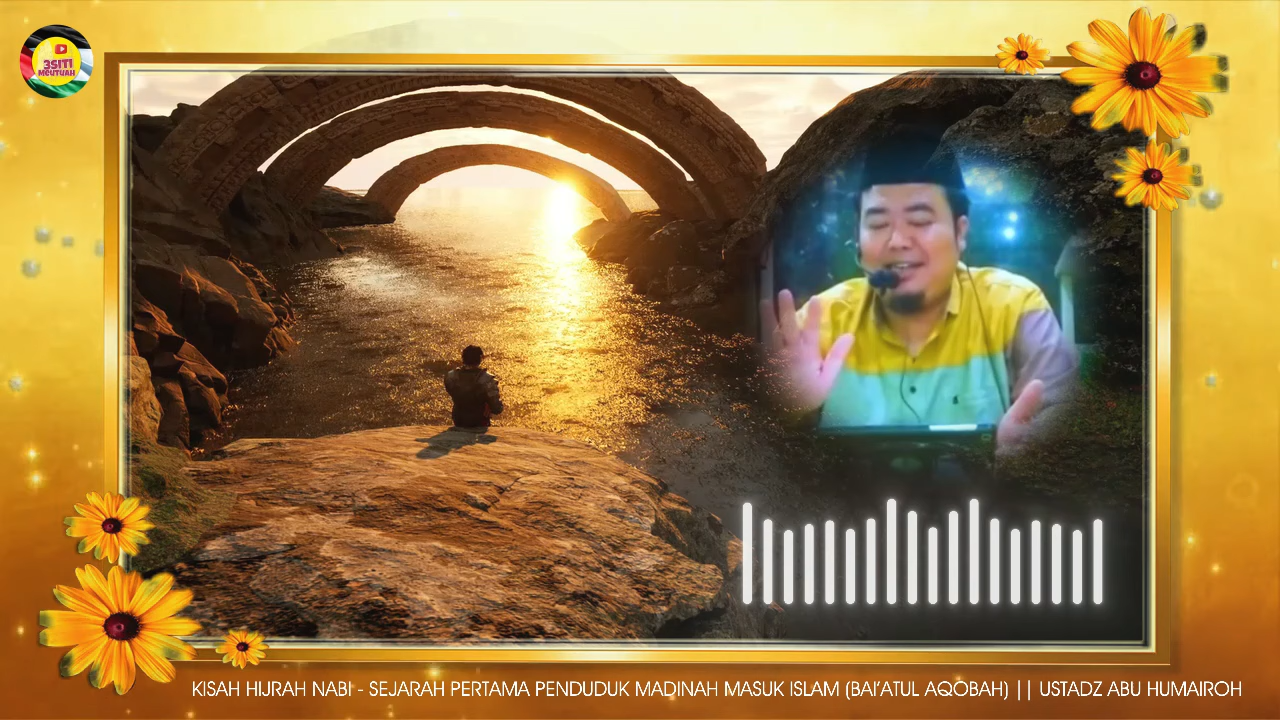 3SITI
MEUTUAH
KISAH HIJRAH NABI - SEJARAH PERTAMA PENDUDUK MADINAH MASUK ISLAM (BAI'ATUL AQOBAH) || USTADZ ABU HUMAIROH